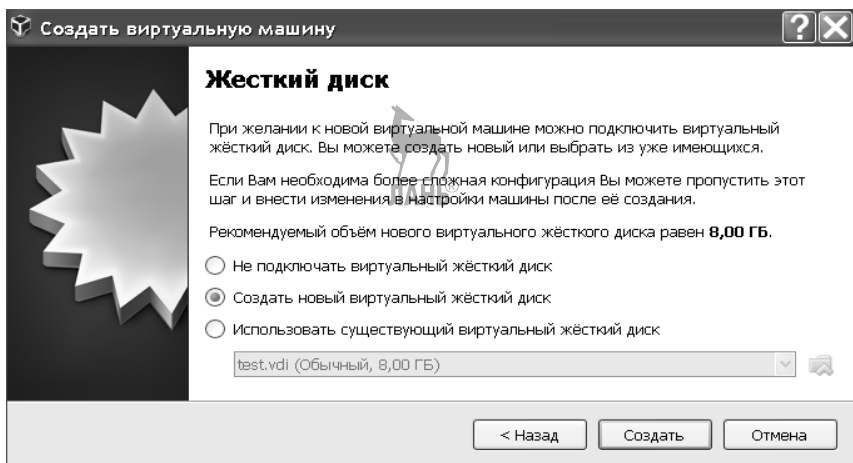 Создать виртуальную машину
Жесткий диск
При желании к новой виртуальной машине можно подключить виртуальный
жёсткий диск. Вы можете создать новый или выбрать из уже имеющихся.
Если Вам необходима более сложная конфигурация Вы можете пропустить этот
шаг и внести изменения в настройки машины после её создания.
ЛАНЬ®
Рекомендуемый объём нового виртуального жёсткого диска равен 8,00 ГБ.
Не подключать виртуальный жёсткий диск
Создать новый виртуальный жёсткий диск
Использовать существующий виртуальный жёсткий диск
test.vdi (Обычный, 8,00 ГБ)
< Назад
Создать
Отмена